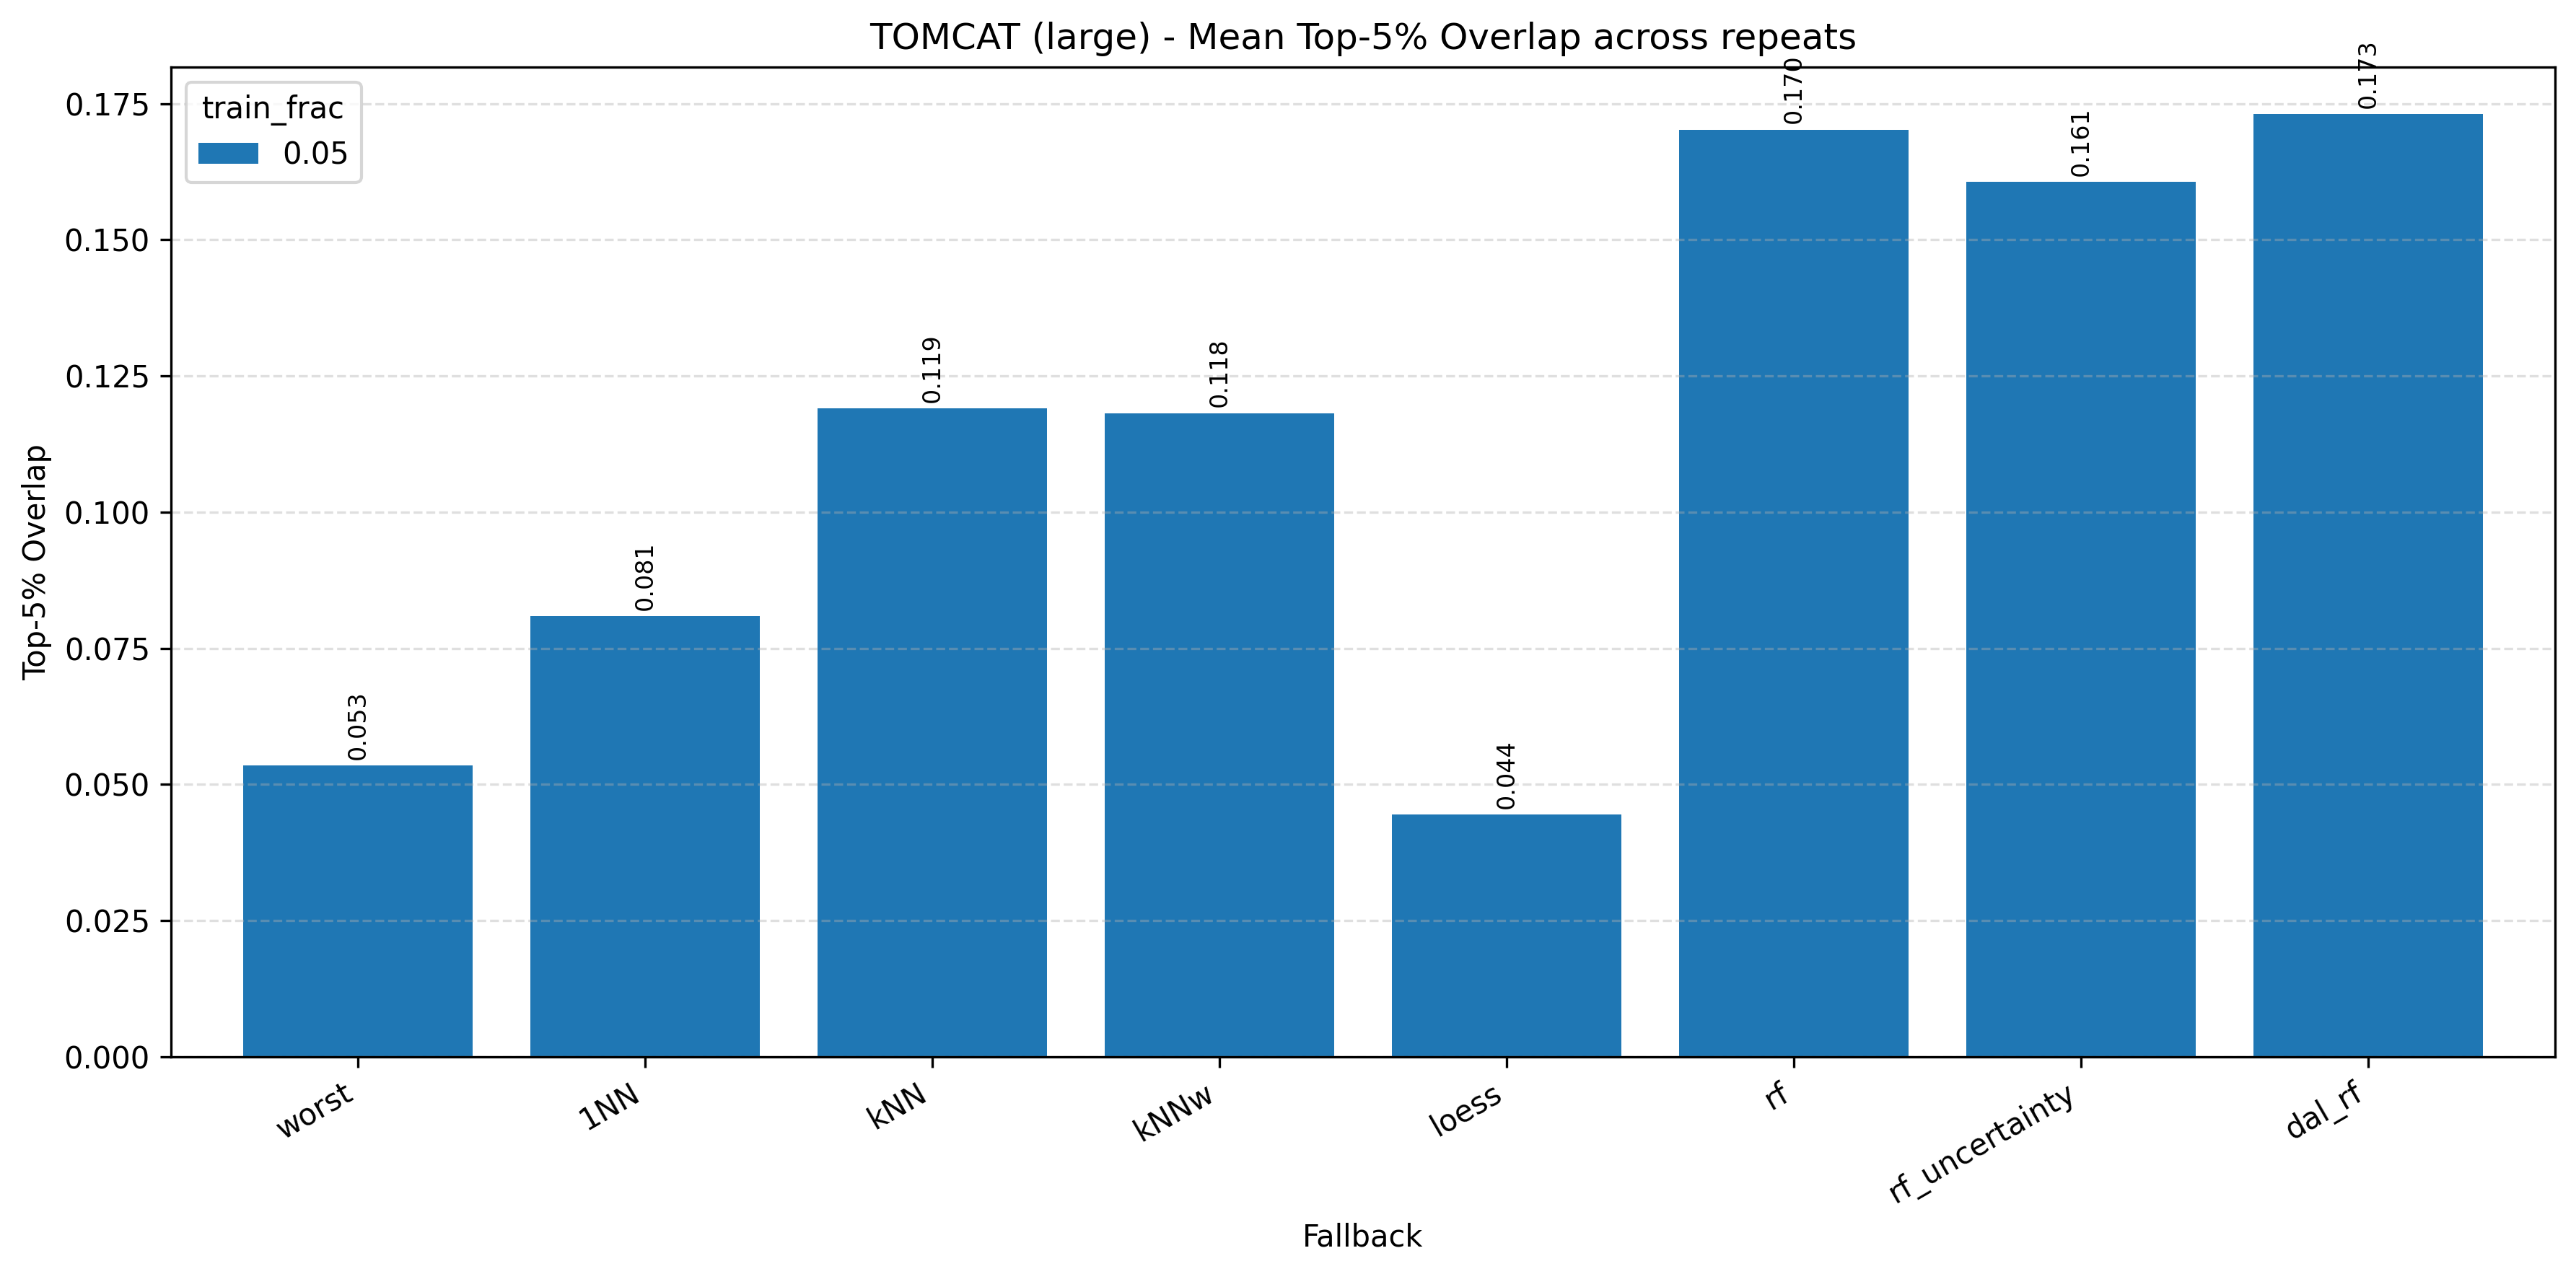 TOMCAT (large) - Mean Top-5% Overlap across repeats
train_frac
0.05
Top-5% Overlap
0.175
0.150
0.125
0.100
0.075
0.050
0.025
0.000
0.053
0.081
0.119
0.118
0.044
0.170
0.161
0.173
worst
1NN
kNN
kNNw
loess
rf
rf_uncertainty
dal_rf
Fallback